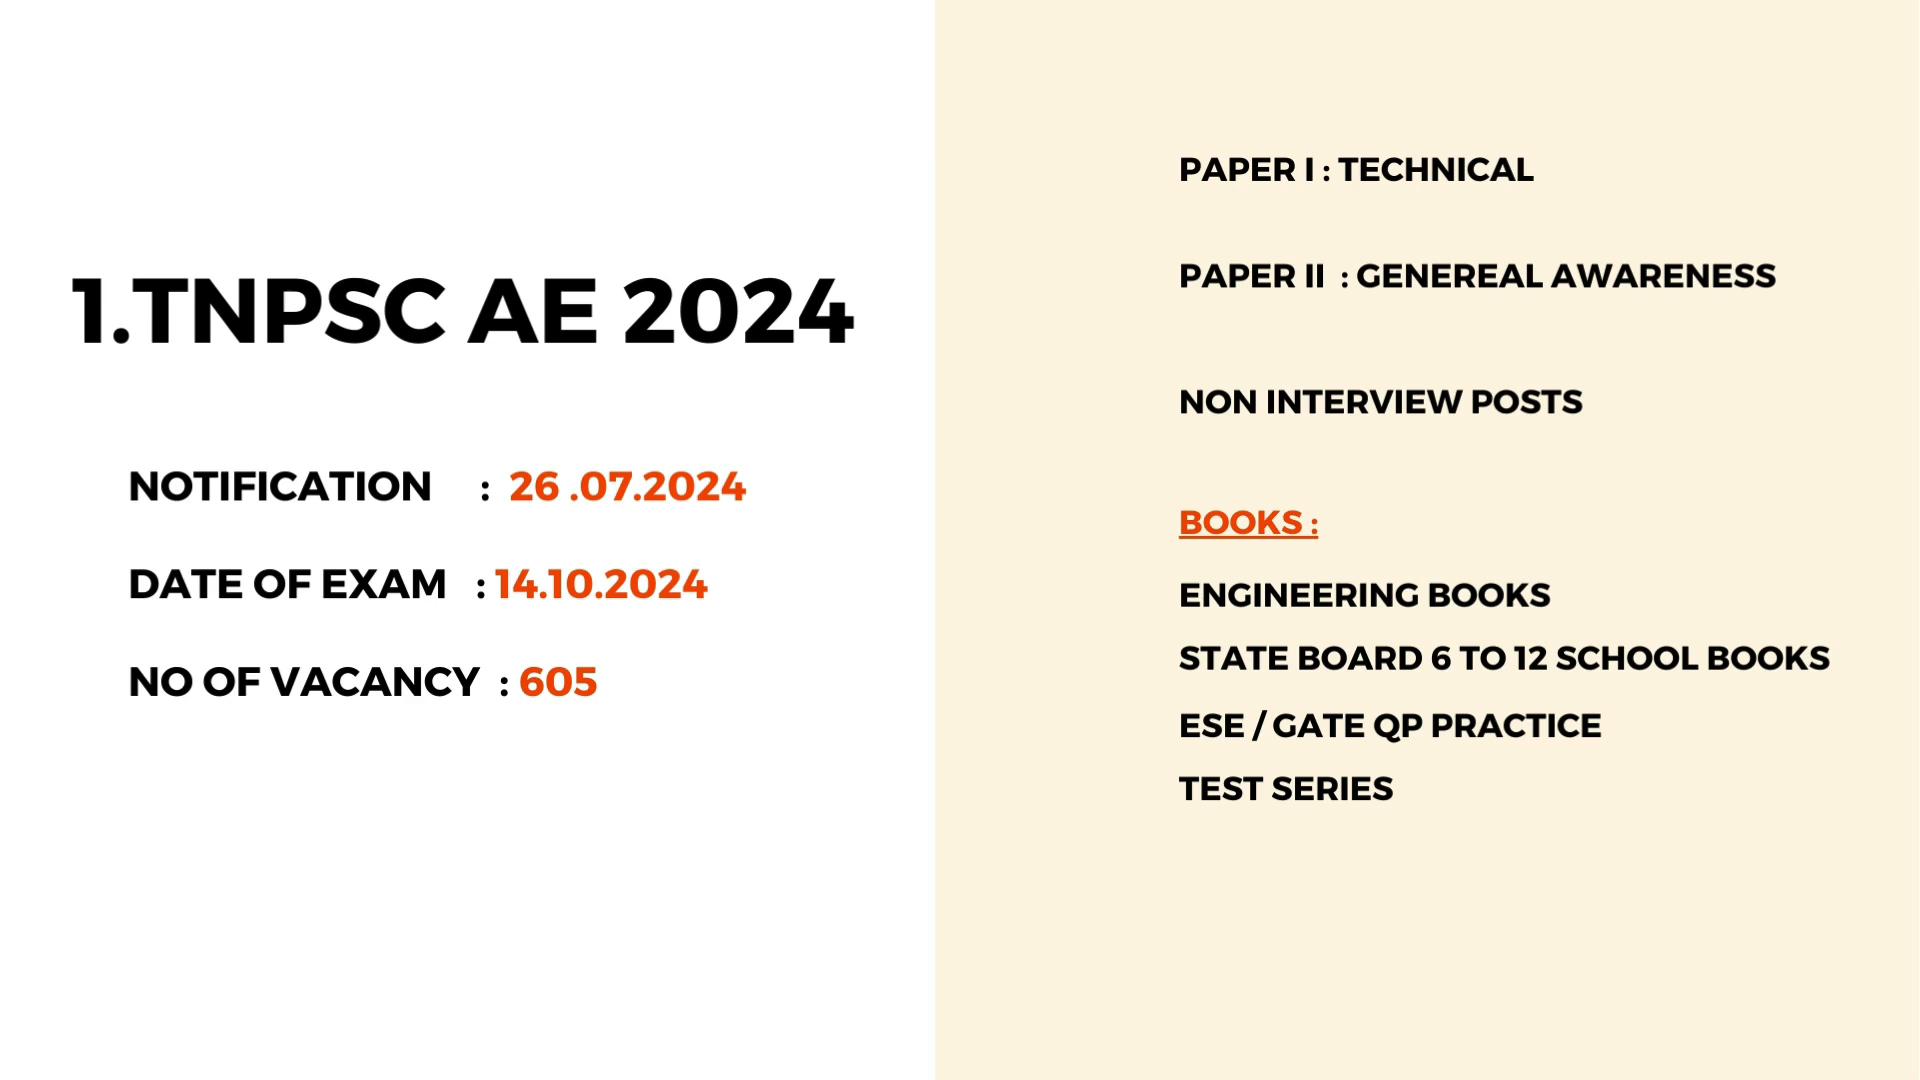 1.TNPSC AE 2024
NOTIFICATION : 26 .07.2024
DATE OF EXAM : 14.10.2024
NO OF VACANCY : 605
PAPER I : TECHNICAL
PAPER II : GENEREAL AWARENESS
NON INTERVIEW POSTS
BOOKS :
ENGINEERING BOOKS
STATE BOARD 6 TO 12 SCHOOL BOOKS
ESE / GATE QP PRACTICE
TEST SERIES